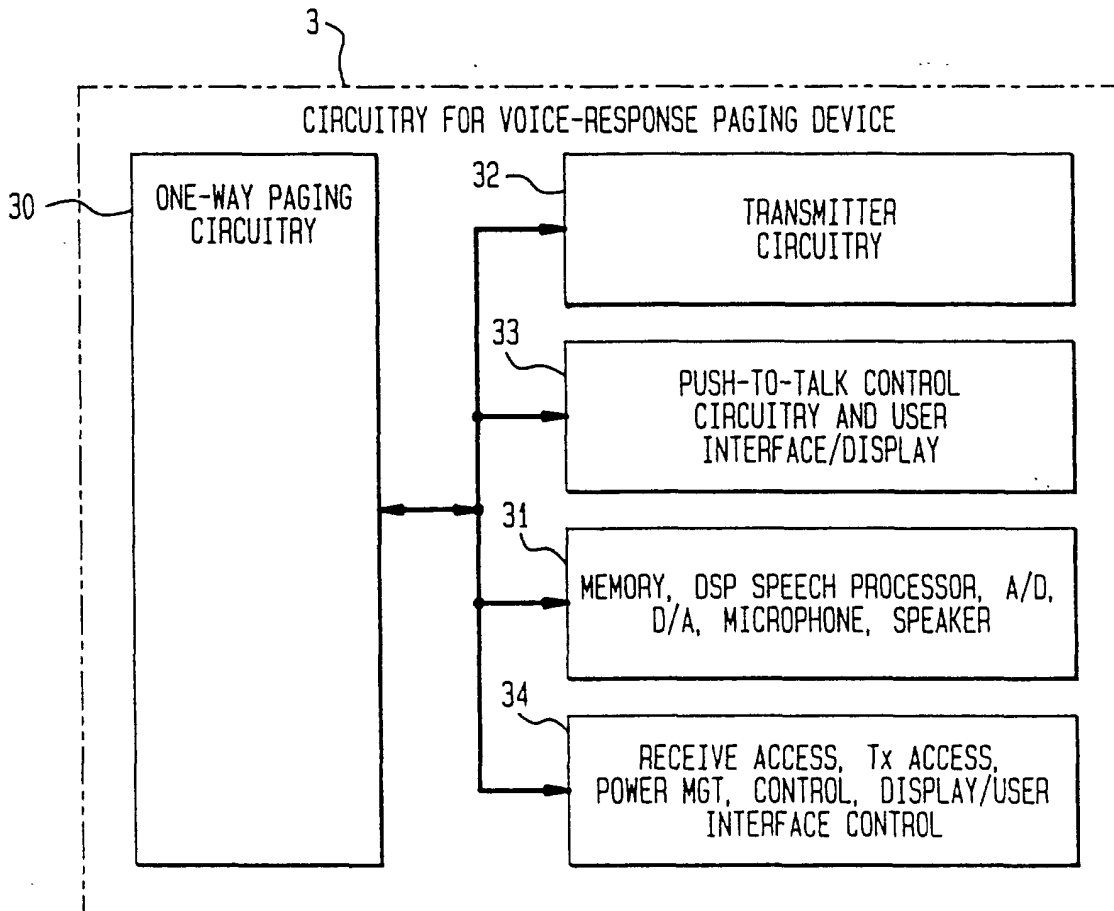 3
CIRCUITRY FOR VOICE-RESPONSE PAGING DEVICE
30
ONE-WAY PAGING
CIRCUITRY
32
TRANSMITTER
CIRCUITRY
33
PUSH-TO-TALK CONTROL
CIRCUITRY AND USER
INTERFACE/DISPLAY
31
MEMORY, DSP SPEECH PROCESSOR, A/D,
D/A, MICROPHONE, SPEAKER
34
RECEIVE ACCESS, Tx ACCESS,
POWER MGT, CONTROL, DISPLAY/USER
INTERFACE CONTROL